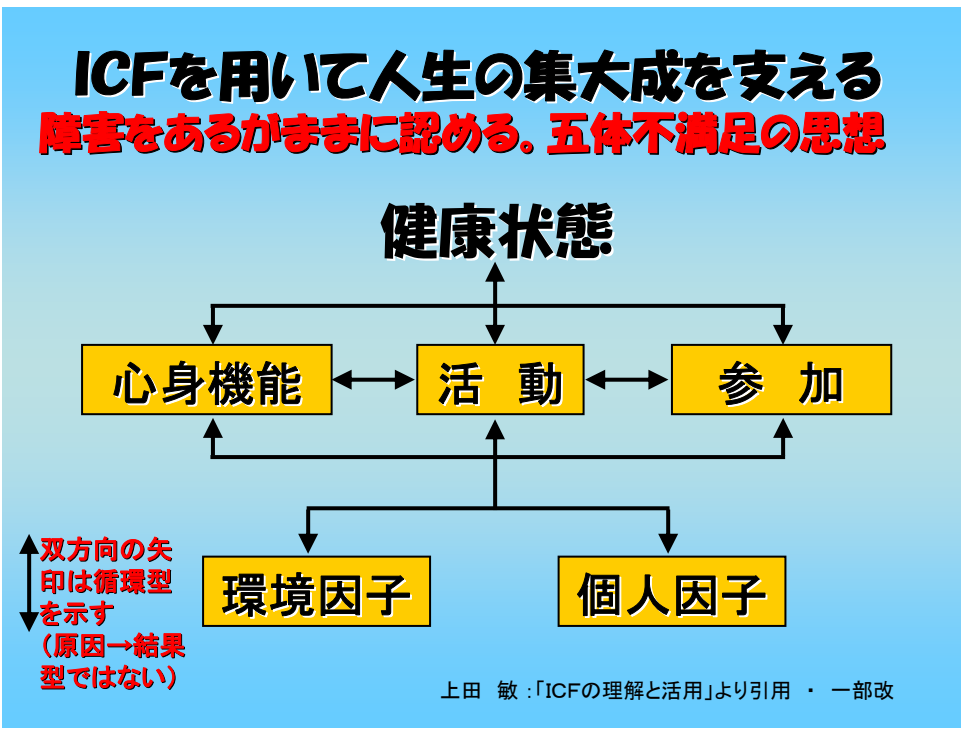 ICFを用いて人生の集大成を支える
障害をあるがままに認める。五体不満足の思想
健康状態
心身機能
活　動
参　加
環境因子
個人因子
双方向の矢
印は循環型
を示す
（原因→結果
型ではない）
上田　敏：「ICFの理解と活用」より引用　・　一部改